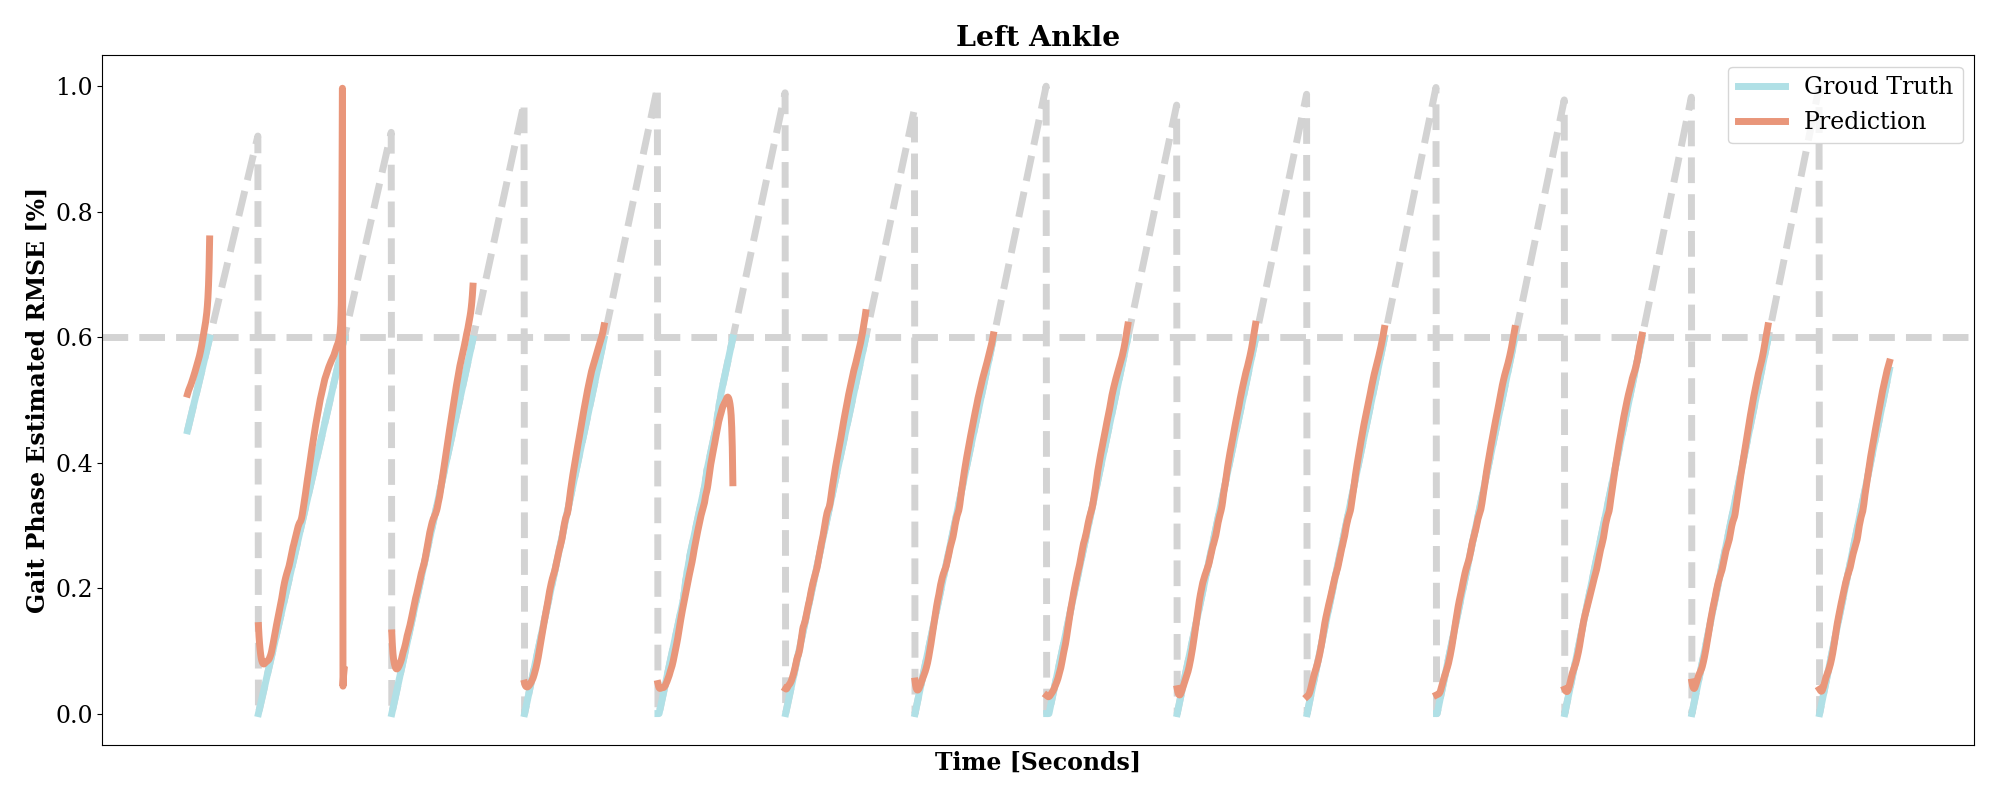 Left Ankle
Groud Truth
Prediction
1.0
0.8
0.6
0.4
0.2
0.0
Gait Phase Estimated RMSE [%]
Time [Seconds]